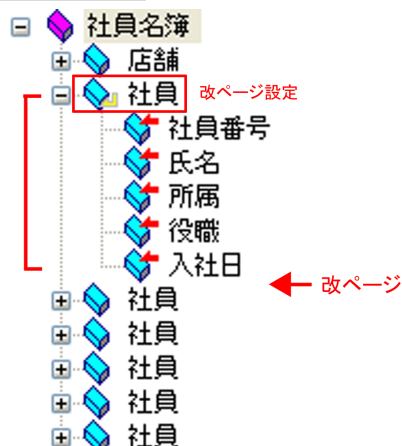 社員名簿
店舗
社員 改ページ設定
社員番号
氏名
所属
役職
入社日
改ページ
社員
社員
社員
社員
社員